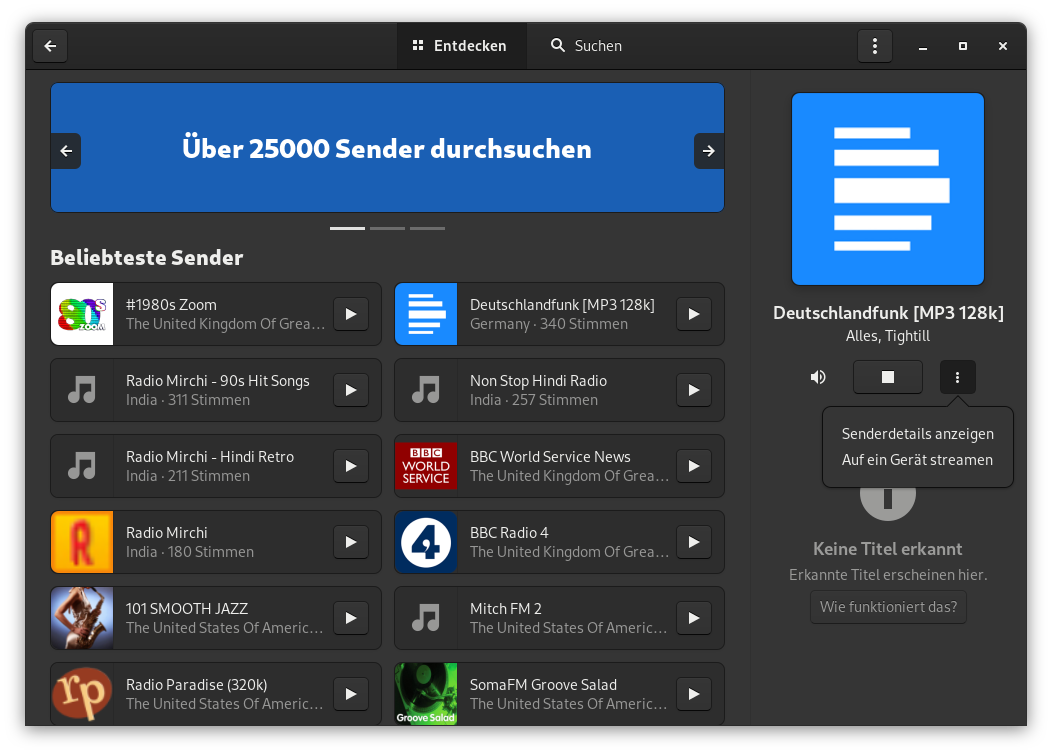 Entdecken
Suchen
Über 25000 Sender durchsuchen
Beliebteste Sender
80s
ZOOM
#1980s Zoom
The United Kingdom Of Grea…
Deutschlandfunk [MP3 128k]
Germany · 340 Stimmen
Radio Mirchi - 90s Hit Songs
India · 311 Stimmen
Non Stop Hindi Radio
India · 257 Stimmen
Radio Mirchi - Hindi Retro
India · 211 Stimmen
BBC
WORLD
SERVICE
BBC World Service News
The United Kingdom Of Grea…
R
Radio Mirchi
India · 180 Stimmen
4
BBC Radio 4
The United Kingdom Of Grea…
101 SMOOTH JAZZ
The United States Of Americ…
Mitch FM 2
The United States Of Americ…
rp
Radio Paradise (320k)
The United States Of Americ…
Groove Salad
SomaFM Groove Salad
The United States Of Americ…
Deutschlandfunk [MP3 128k]
Alles, Tightill
Senderdetails anzeigen
Auf ein Gerät streamen
Keine Titel erkannt
Erkannte Titel erscheinen hier.
Wie funktioniert das?